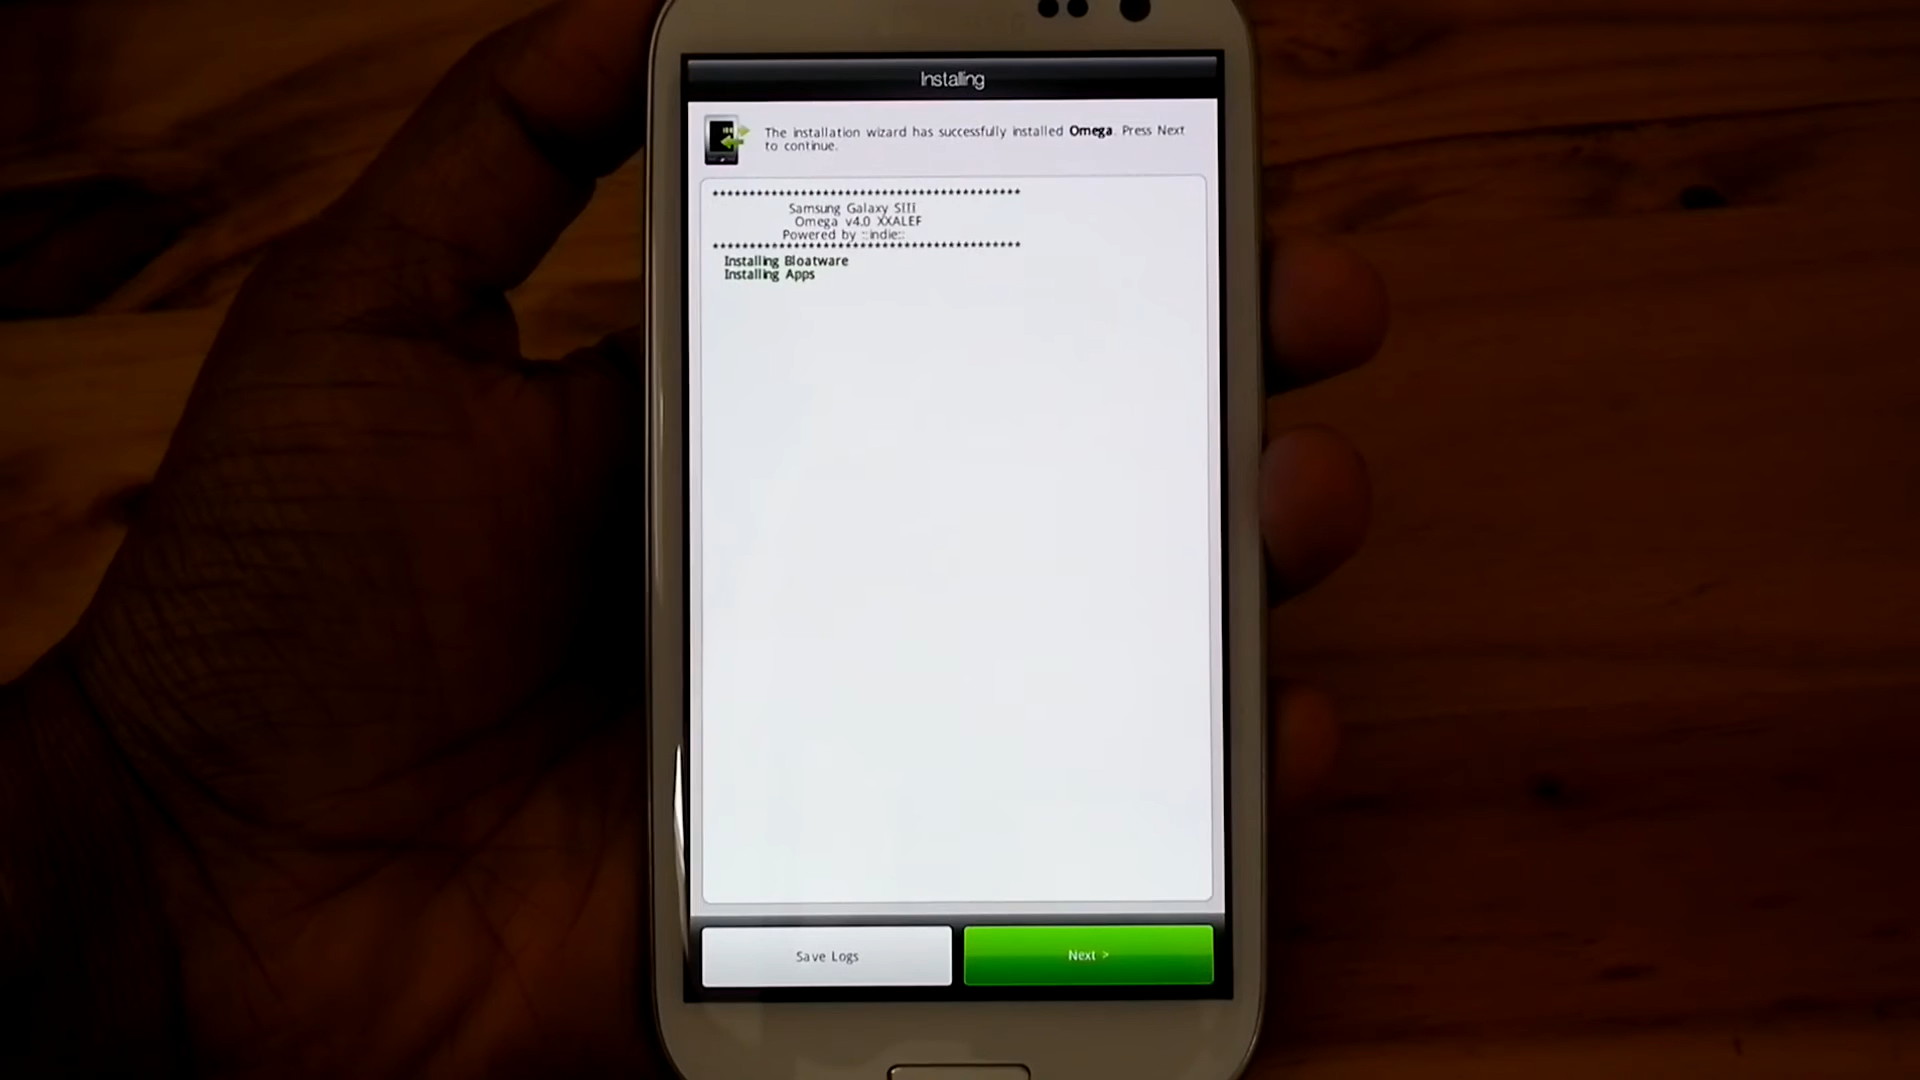 Installing
The installation wizard has successfully installed Omega. Press Next
to continue.
******************************************
Samsung Galaxy SIII
Omega v4.0 XXALEF
Powered by ::indie::
******************************************
Installing Bloatware
Installing Apps
Save Logs
Next >